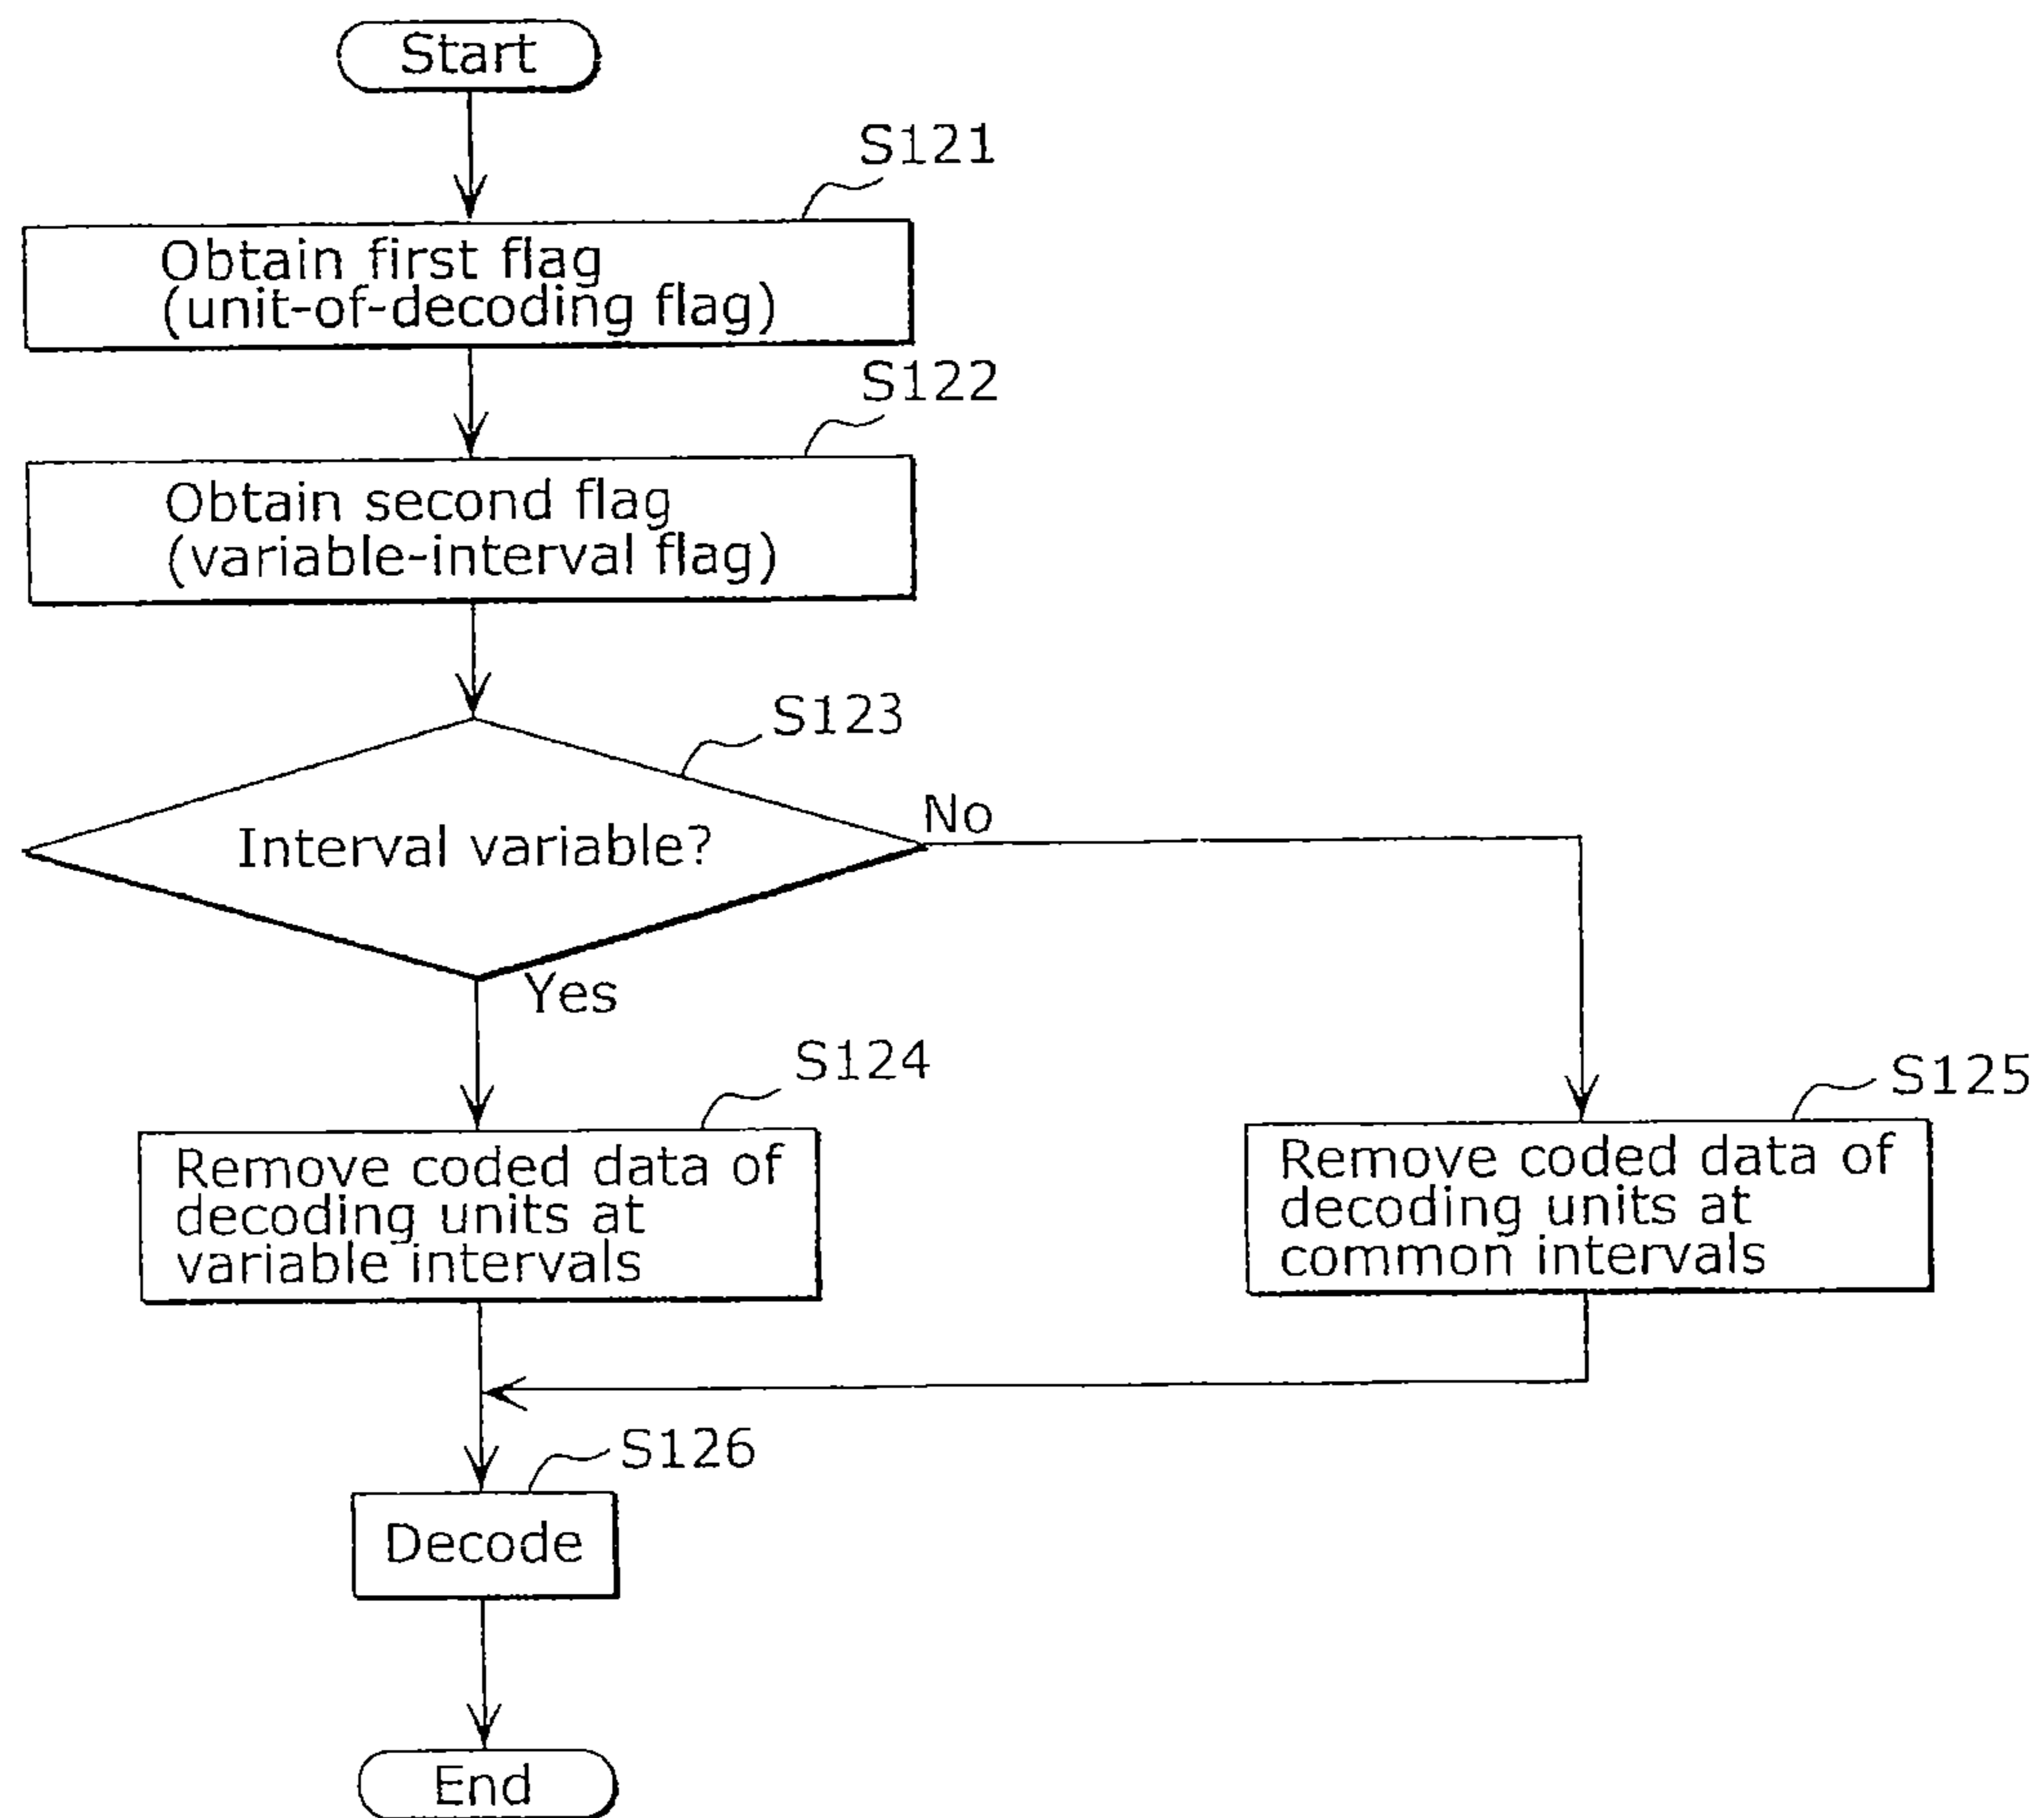 Start
S121
Obtain first flag
(unit-of-decoding flag)
S122
Obtain second flag
(variable-interval flag)
S123
Interval variable?
No
Yes
S124
Remove coded data of
decoding units at
variable intervals
S125
Remove coded data of
decoding units at
common intervals
S126
Decode
End